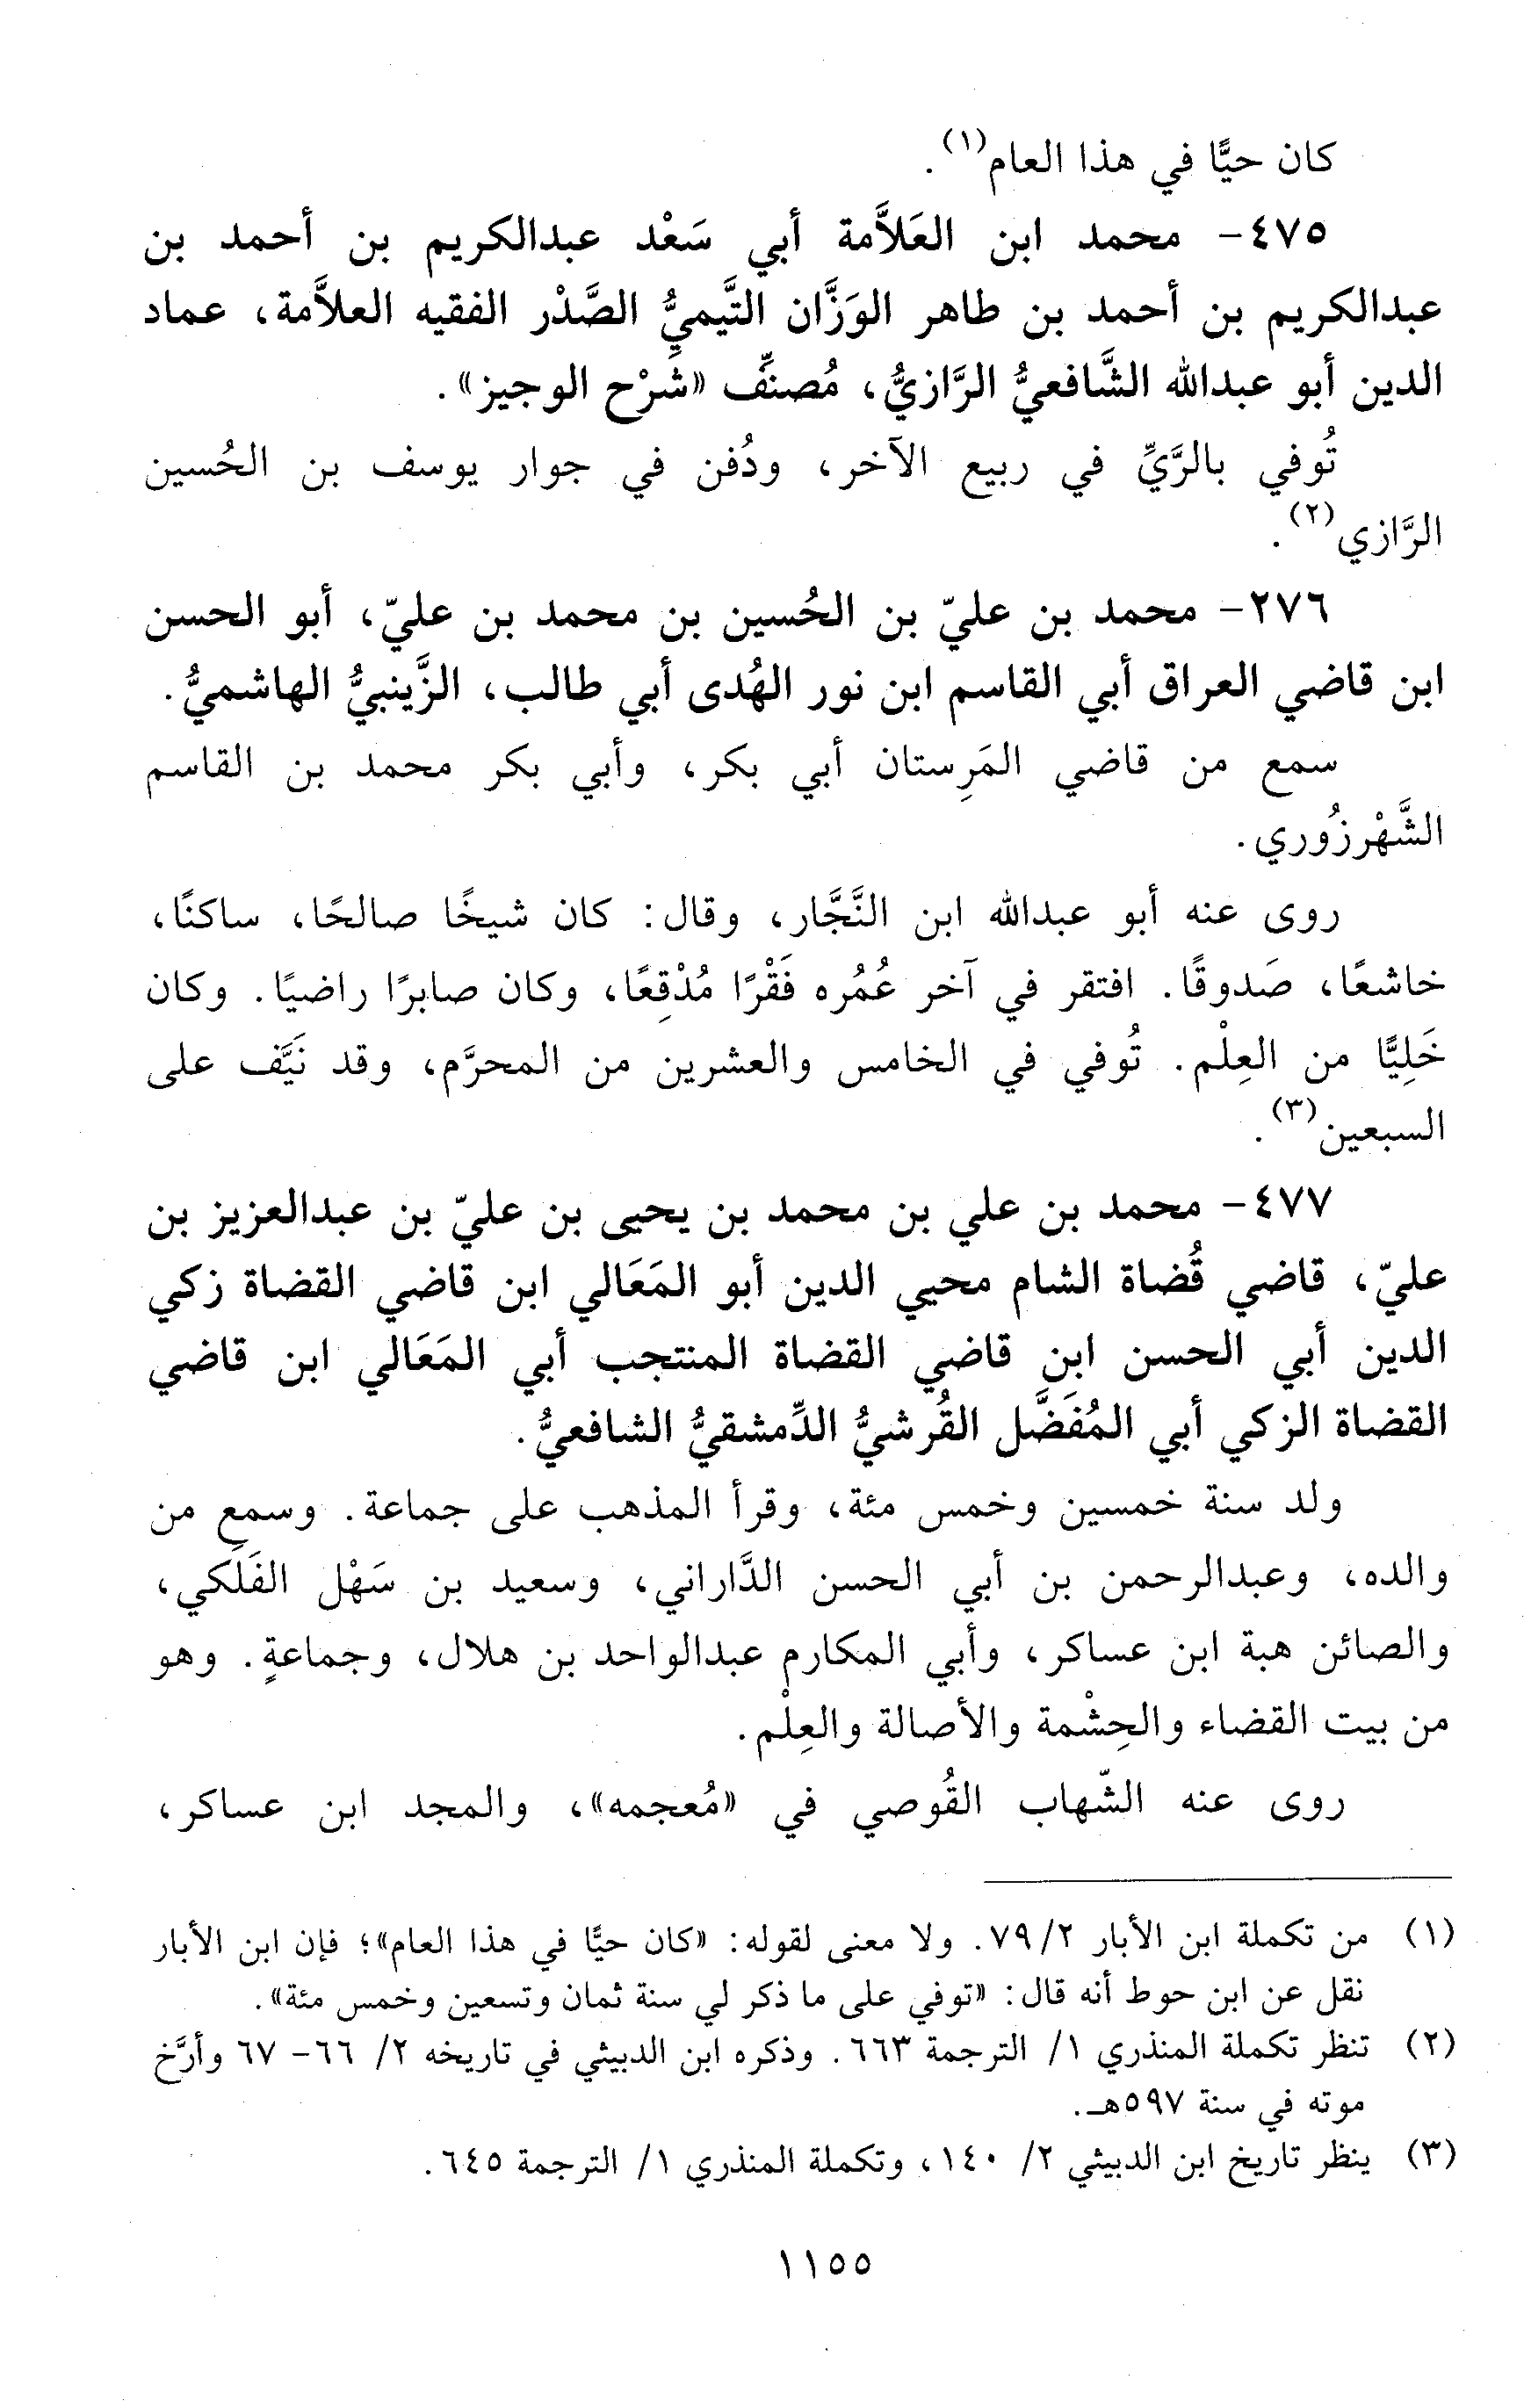 كان حيًّا في هذا العام(١).
٤٧٥- محمد ابن العَلاَّمة أبي سَعْد عبدالكريم بن أحمد بن
عبدالكريم بن أحمد بن طاهر الوَزَّان التَّيميُّ الصَّدْر الفقيه العلاَّمة، عماد
الدين أبو عبدالله الشَّافعيُّ الرَّازيُّ، مُصنِّف «شَرْح الوجيز».
تُوفي بالرَّيِّ في ربيع الآخر، ودُفن في جوار يوسف بن الحُسين
الرَّازي(٢).
٢٧٦- محمد بن عليّ بن الحُسين بن محمد بن عليّ، أبو الحسن
ابن قاضي العراق أبي القاسم ابن نور الهُدى أبي طالب، الزَّينبيُّ الهاشميُّ.
سمع من قاضي المَرِستان أبي بكر، وأبي بكر محمد بن القاسم
الشَّهْرزُوري.
روى عنه أبو عبدالله ابن النَّجَّار، وقال: كان شيخًا صالحًا، ساكنًا،
خاشعًا، صَدوقًا. افتقر في آخر عُمُره فَقْرًا مُدْقِعًا، وكان صابرًا راضيًا. وكان
خَلِيًّا من العِلْم. تُوفي في الخامس والعشرين من المحرَّم، وقد نَيَّف على
السبعين(٣).
٤٧٧- محمد بن علي بن محمد بن يحيى بن عليّ بن عبدالعزيز بن
عليّ، قاضي قُضاة الشام محيي الدين أبو المَعَالي ابن قاضي القضاة زكي
الدين أبي الحسن ابن قاضي القضاة المنتجب أبي المَعَالي ابن قاضي
القضاة الزكي أبي المُفَضَّل القُرشيُّ الدِّمشقيُّ الشافعيُّ.
ولد سنة خمسين وخمس مئة، وقرأ المذهب على جماعة. وسمع من
والده، وعبدالرحمن بن أبي الحسن الدَّاراني، وسعيد بن سَهْل الفَلَكي،
والصائن هبة ابن عساكر، وأبي المكارم عبدالواحد بن هلال، وجماعةٍ. وهو
من بيت القضاء والحِشْمة والأصالة والعِلْم.
روى عنه الشّهاب القُوصي في «مُعجمه»، والمجد ابن عساكر،
(١) من تكملة ابن الأبار ٢/ ٧٩. ولا معنى لقوله: «كان حيًّا في هذا العام»؛ فإن ابن الأبار
نقل عن ابن حوط أنه قال: «توفي على ما ذكر لي سنة ثمان وتسعين وخمس مئة».
(٢) تنظر تكملة المنذري ١/ الترجمة ٦٦٣. وذكره ابن الدبيثي في تاريخه ٢/ ٦٦- ٦٧ وأرَّخ
موته في سنة ٥٩٧هـ.
(٣) ينظر تاريخ ابن الدبيثي ٢/ ١٤٠، وتكملة المنذري ١/ الترجمة ٦٤٥.
١١٥٥